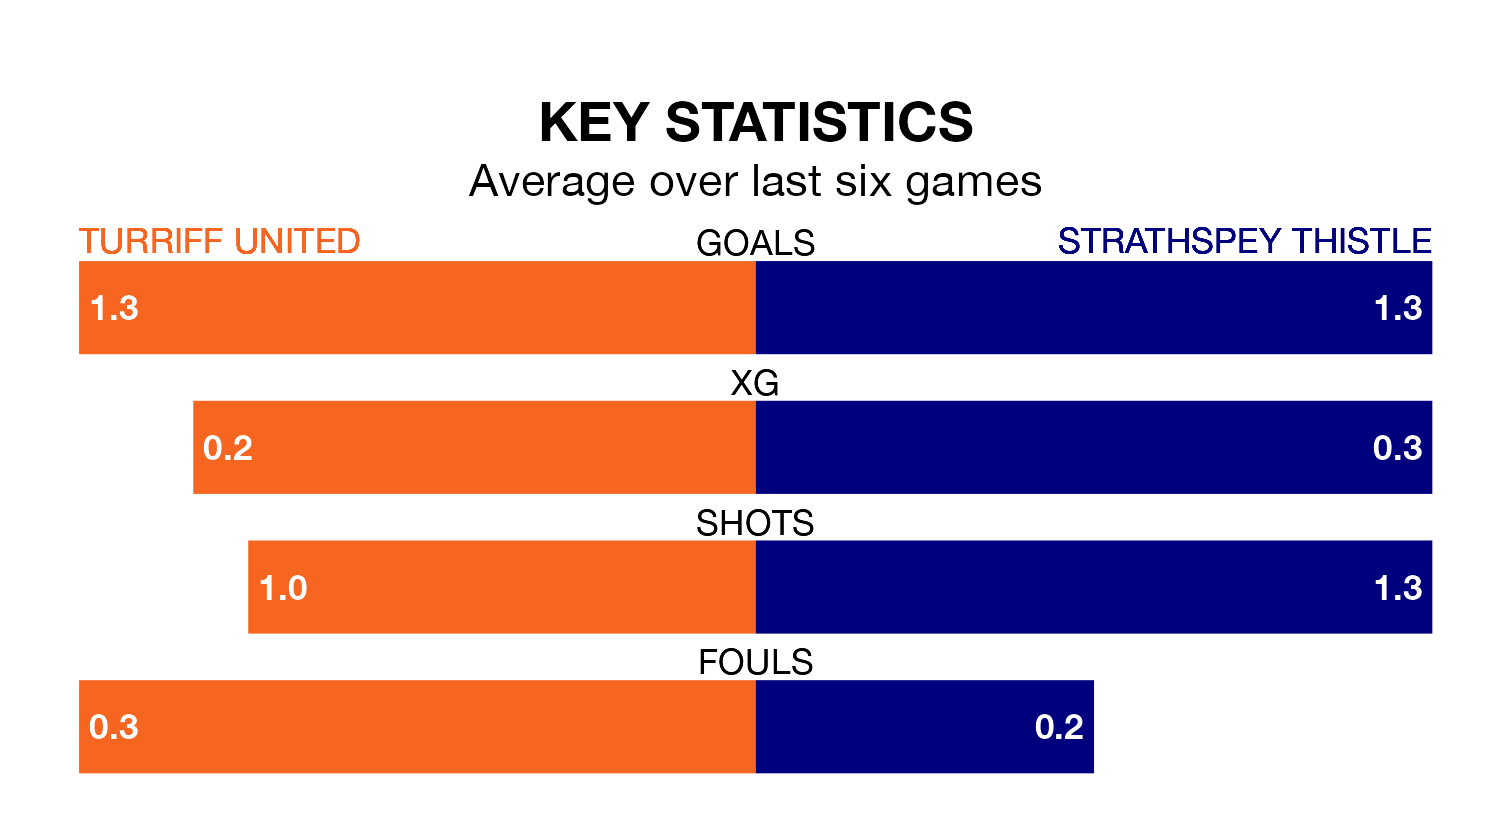 KEY STATISTICS
Average over last six games
TURRIFF UNITED GOALS STRATHSPEY THISTLE
1.3 1.3
XG
0.2 0.3
SHOTS
1.0 1.3
FOULS
0.3 0.2